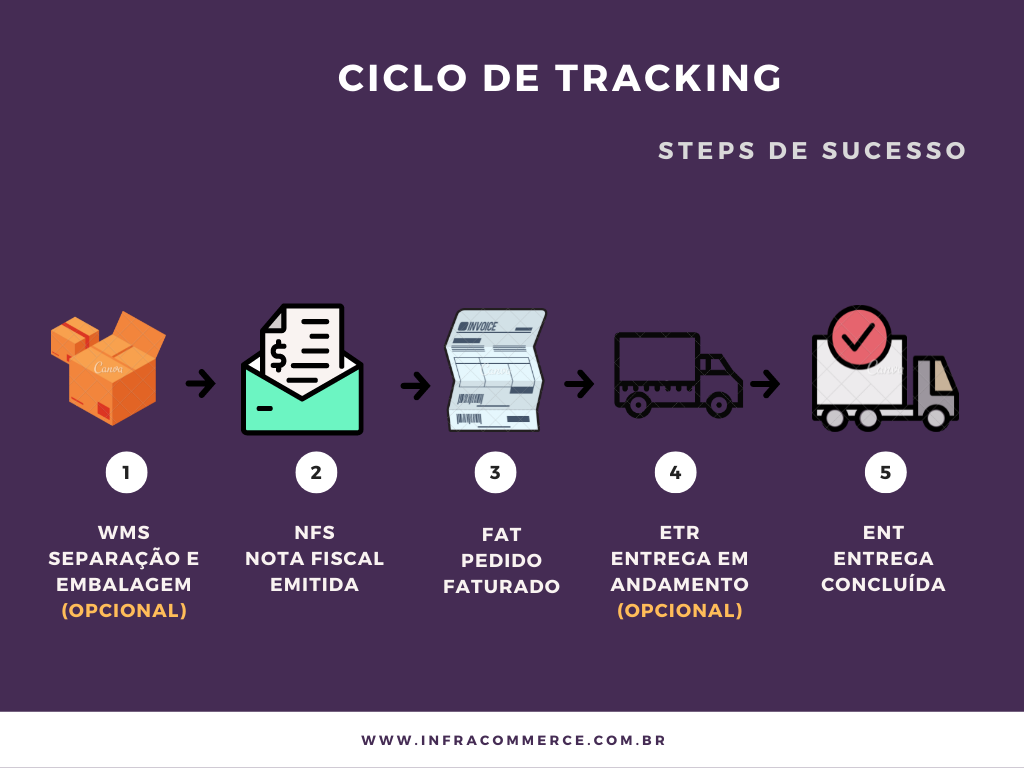 CICLO DE TRACKING
STEPS DE SUCESSO
Canva
$
INVOICE
Canva
Canva
1
2
3
4
5
WMS
SEPARAÇÃO E
EMBALAGEM
(OPCIONAL)
NFS
NOTA FISCAL
EMITIDA
FAT
PEDIDO
FATURADO
ETR
ENTREGA EM
ANDAMENTO
(OPCIONAL)
ENT
ENTREGA
CONCLUÍDA
WWW.INFRACOMMERCE.COM.BR